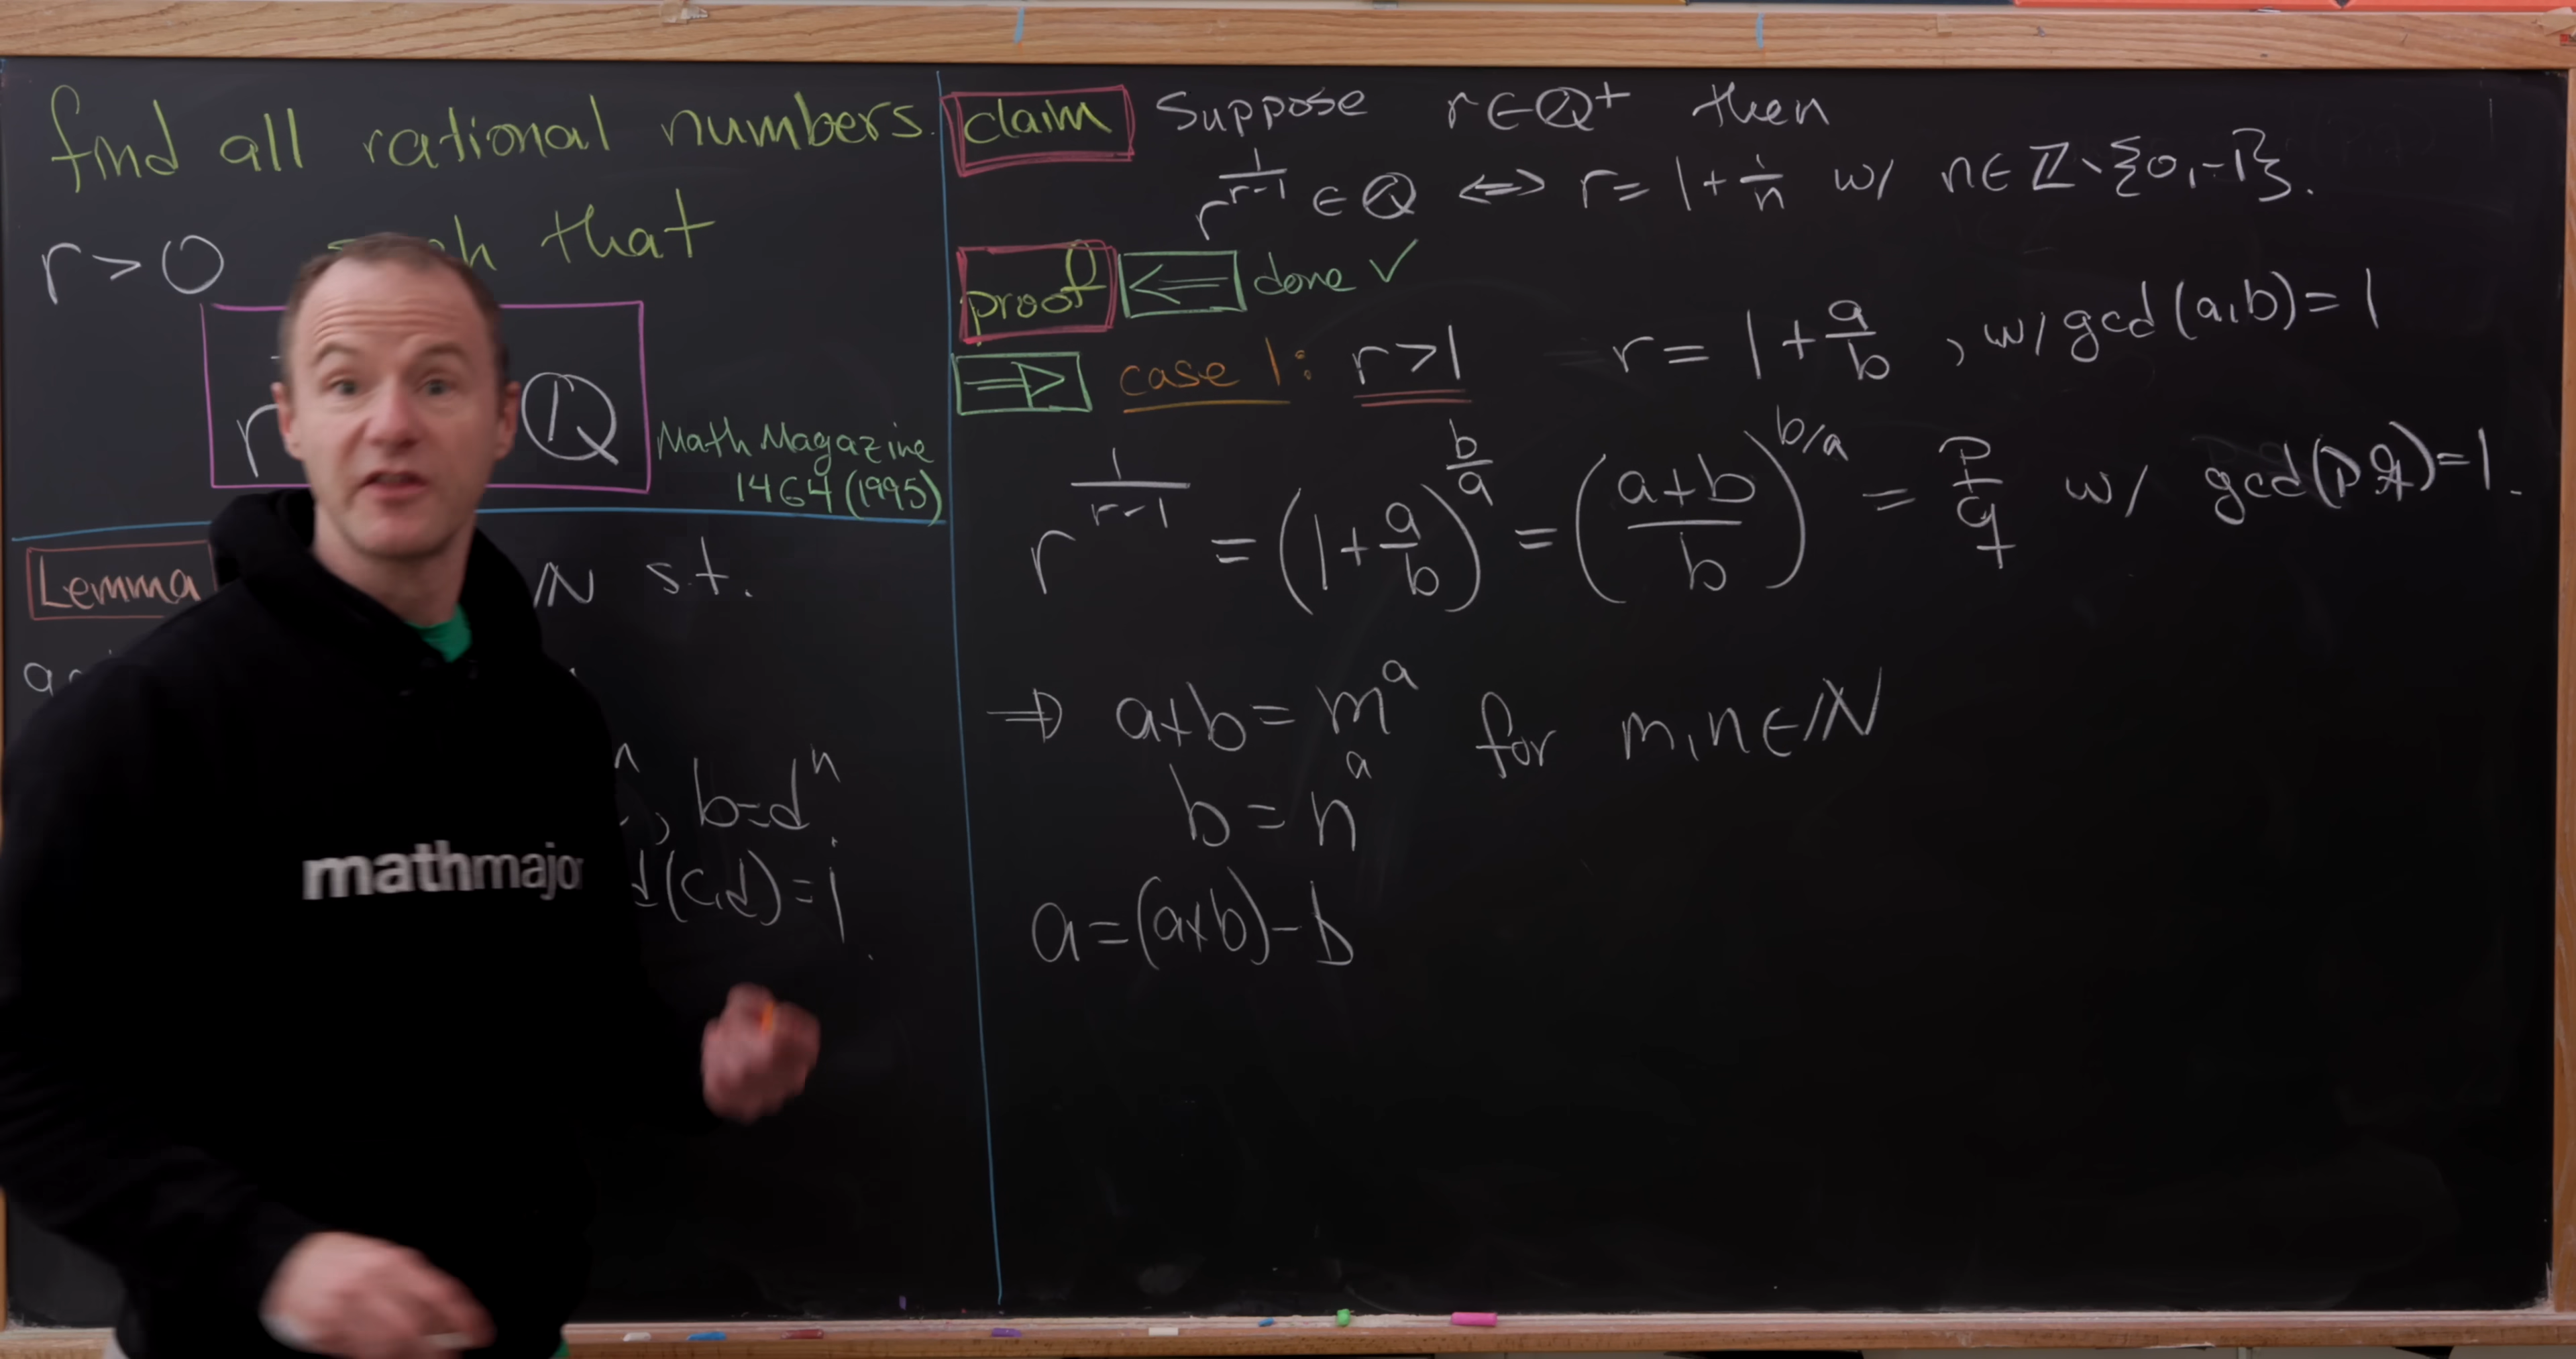 find all rational numbers
r>0 that
r ∈ ℚ
Math Magazine
1464 (1995)
Lemma ℕ s.t.
, b=d^n.
(c,d)=1.
mathmajor
claim Suppose r∈ℚ⁺ then
r^(1/(r-1)) ∈ ℚ ⟺ r = 1+1/n w/ n∈ℤ∖{0,-1}.
proof ⟸ done ✓
⟹ case 1: r>1 r = 1+a/b, w/ gcd(a,b)=1
r^(1/(r-1)) = (1+a/b)^(b/a) = ((a+b)/b)^(b/a) = p/q w/ gcd(p,q)=1.
⟹ a+b = m^a for m,n∈ℕ
b = n^a
a=(a+b)-b